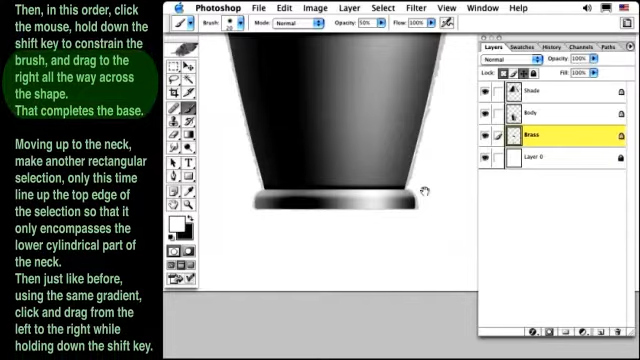 Then, in this order, click
the mouse, hold down the
shift key to constrain the
brush, and drag to the
right all the way across
the shape.
That completes the base.
Moving up to the neck,
make another rectangular
selection, only this time
line up the top edge of
the selection so that it
only encompasses the
lower cylindrical part of
the neck.
Then just like before,
using the same gradient,
click and drag from the
left to the right while
holding down the shift key.
Photoshop File Edit Image Layer Select Filter View Window Help
Brush: 20 Mode: Normal Opacity: 50% Flow: 100%
Layers Swatches History Channels Paths
Normal Opacity: 100%
Lock: Fill: 100%
Shade
Body
Brass
Layer 0